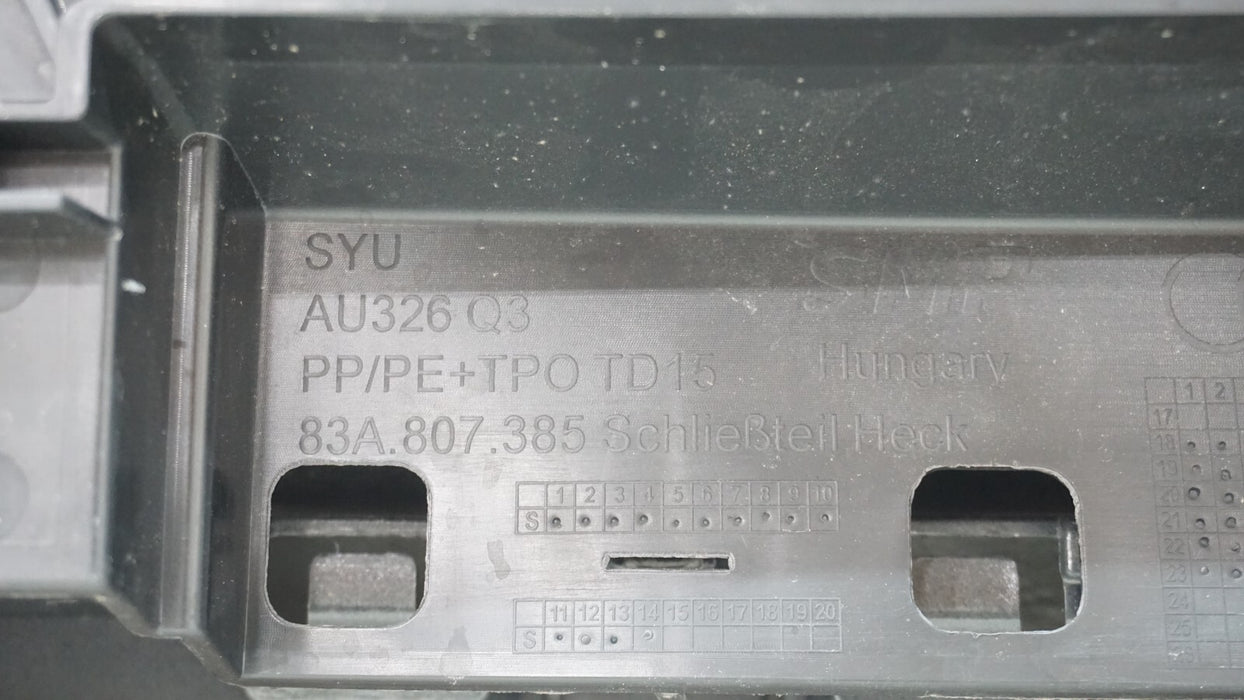 SYU
AU326 Q3
PP/PE+TPO TD15
83A.807.385 Schließteil Heck
SMP
Hungary
1 2 3 4 5 6 7 8 9 10
S
11 12 13 14 15 16 17 18 19 20
S
1 2
17
18
19
20
21
22
23
24
25